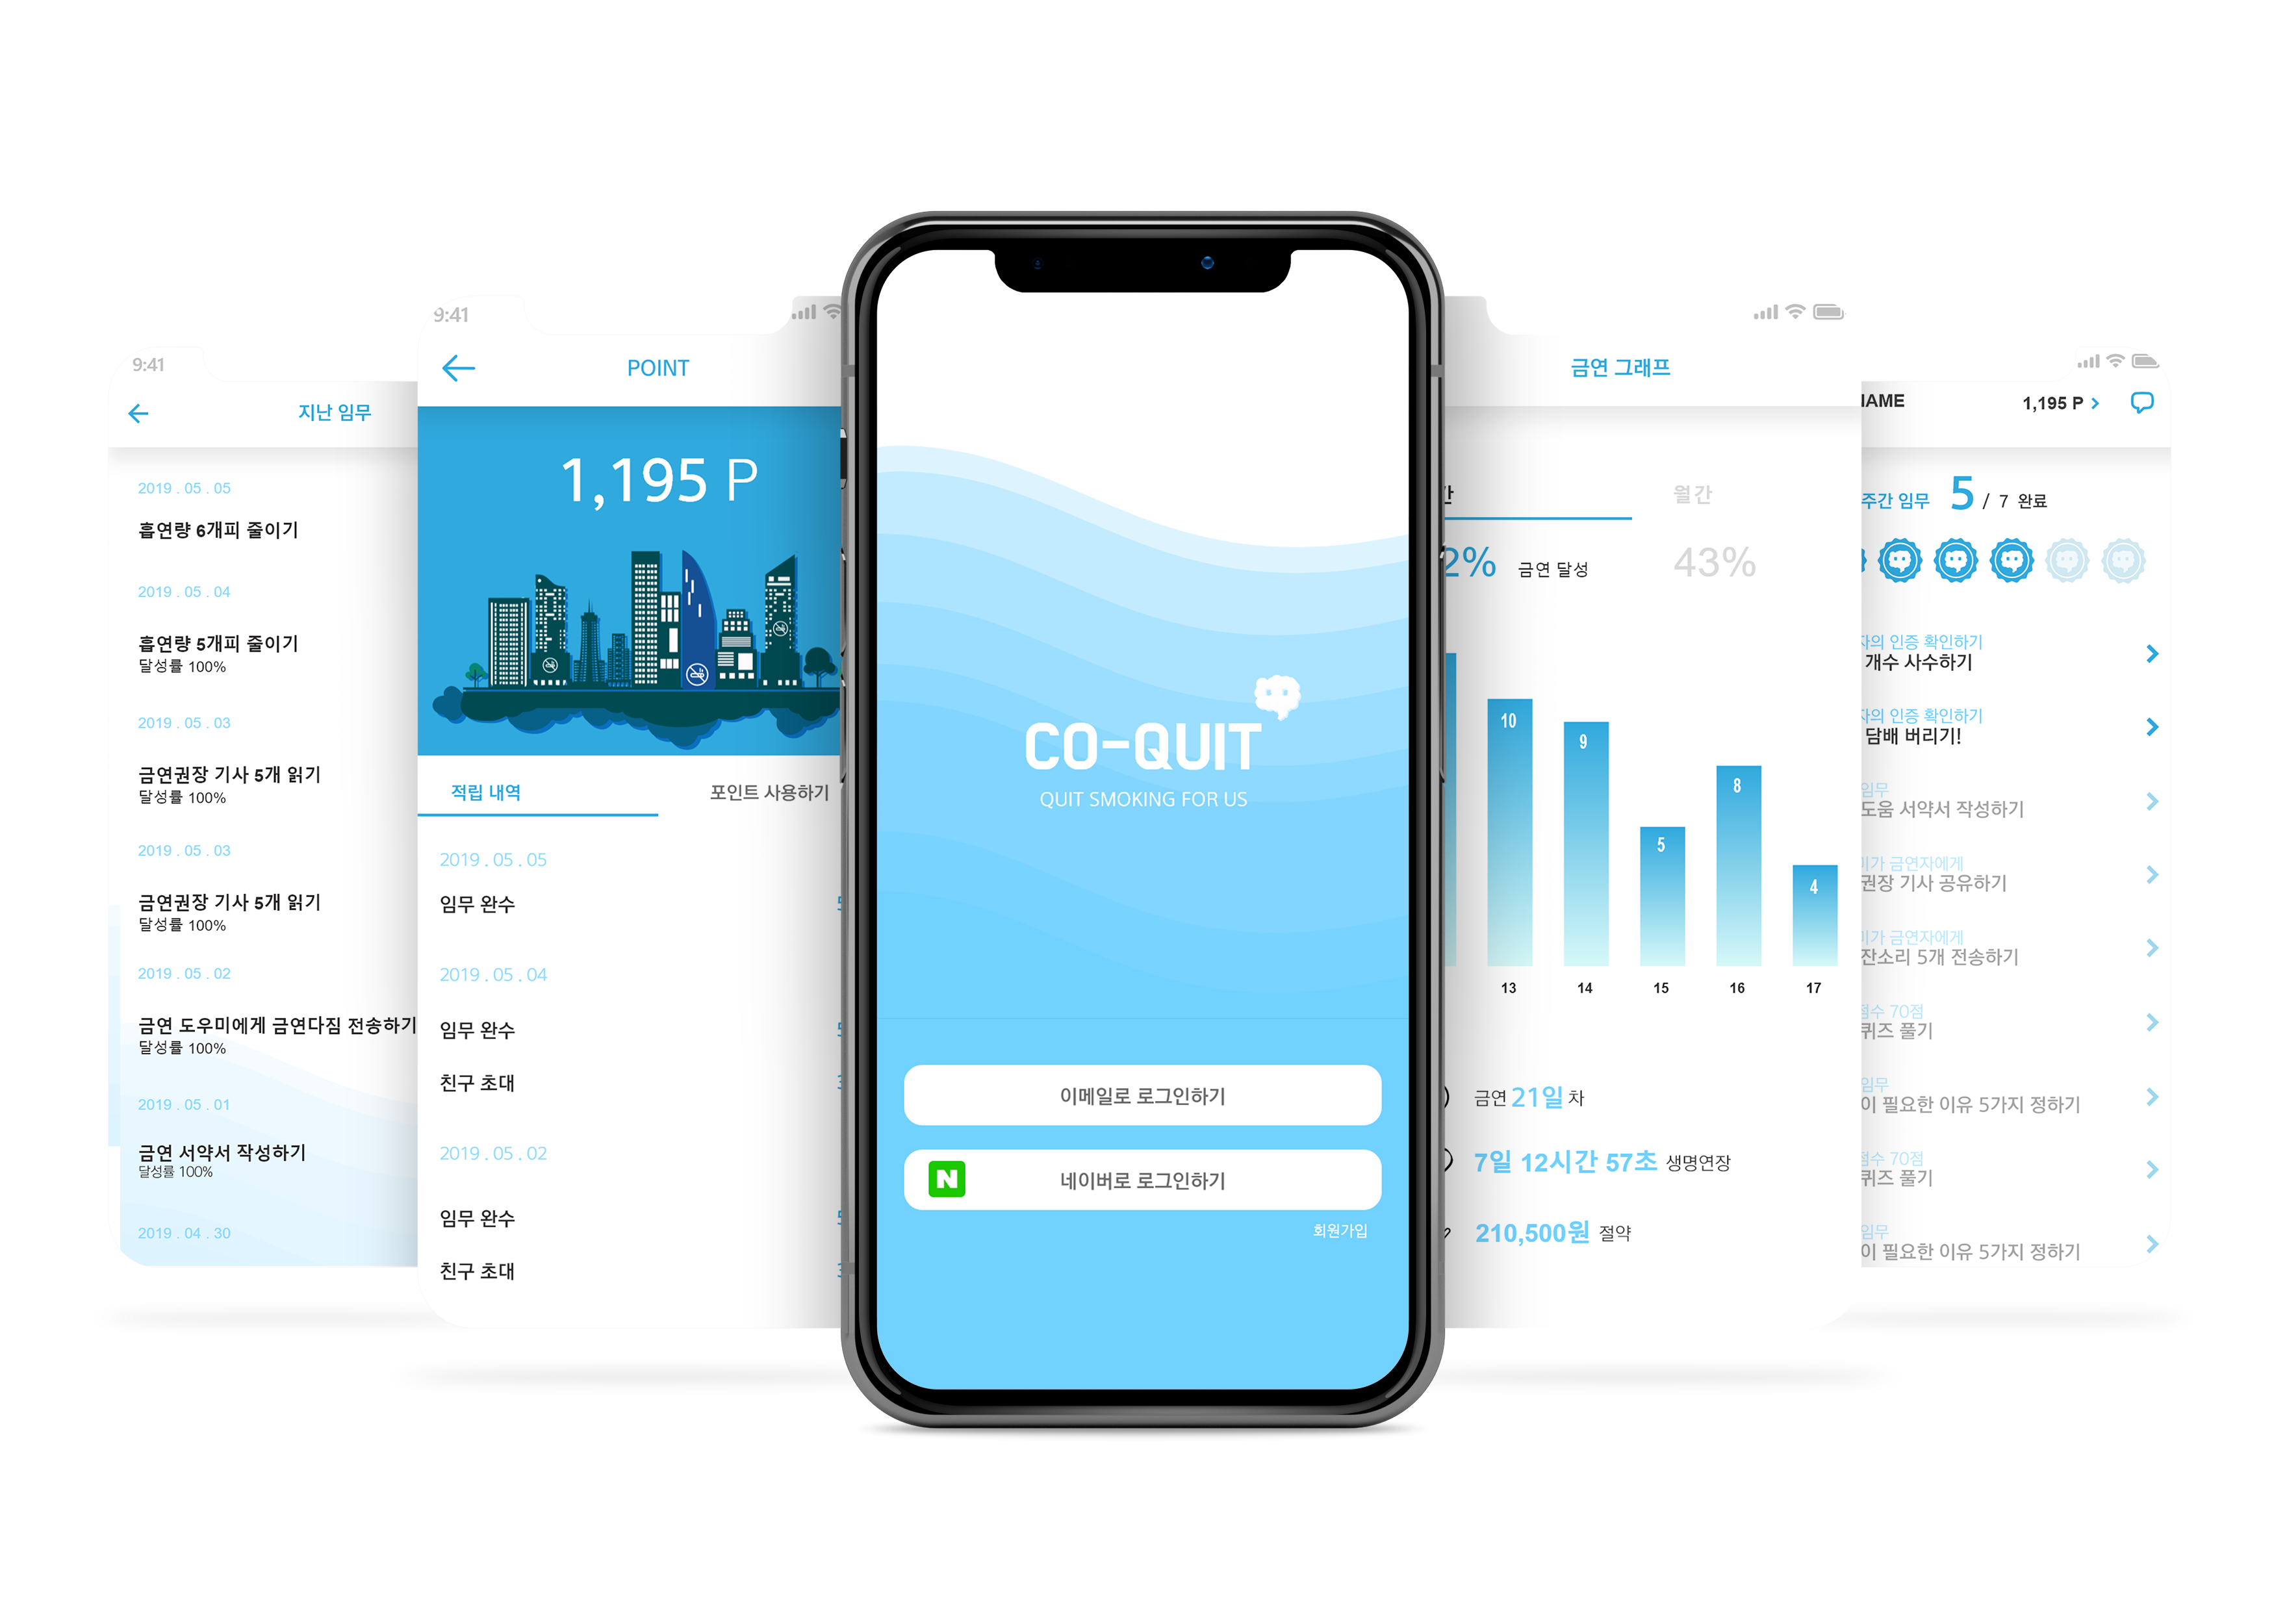 9:41
지난 임무
2019 . 05 . 05
흡연량 6개피 줄이기
2019 . 05 . 04
흡연량 5개피 줄이기
달성률 100%
2019 . 05 . 03
금연권장 기사 5개 읽기
달성률 100%
2019 . 05 . 03
금연권장 기사 5개 읽기
달성률 100%
2019 . 05 . 02
금연 도우미에게 금연다짐 전송하기
달성률 100%
2019 . 05 . 01
금연 서약서 작성하기
달성률 100%
2019 . 04 . 30
9:41
POINT
1,195 P
적립 내역 포인트 사용하기
2019 . 05 . 05
임무 완수
2019 . 05 . 04
임무 완수
친구 초대
2019 . 05 . 02
임무 완수
친구 초대
CO-QUIT
QUIT SMOKING FOR US
이메일로 로그인하기
N 네이버로 로그인하기
회원가입
금연 그래프
월간
2% 금연 달성 43%
10 9 5 8 4
13 14 15 16 17
금연 21일 차
7일 12시간 57초 생명연장
210,500원 절약
1,195 P >
주간 임무 5 / 7 완료
인증 확인하기
개수 사수하기
인증 확인하기
담배 버리기!
임무
도움 서약서 작성하기
금연자에게
권장 기사 공유하기
금연자에게
잔소리 5개 전송하기
70점
퀴즈 풀기
임무
이 필요한 이유 5가지 정하기
70점
퀴즈 풀기
임무
이 필요한 이유 5가지 정하기